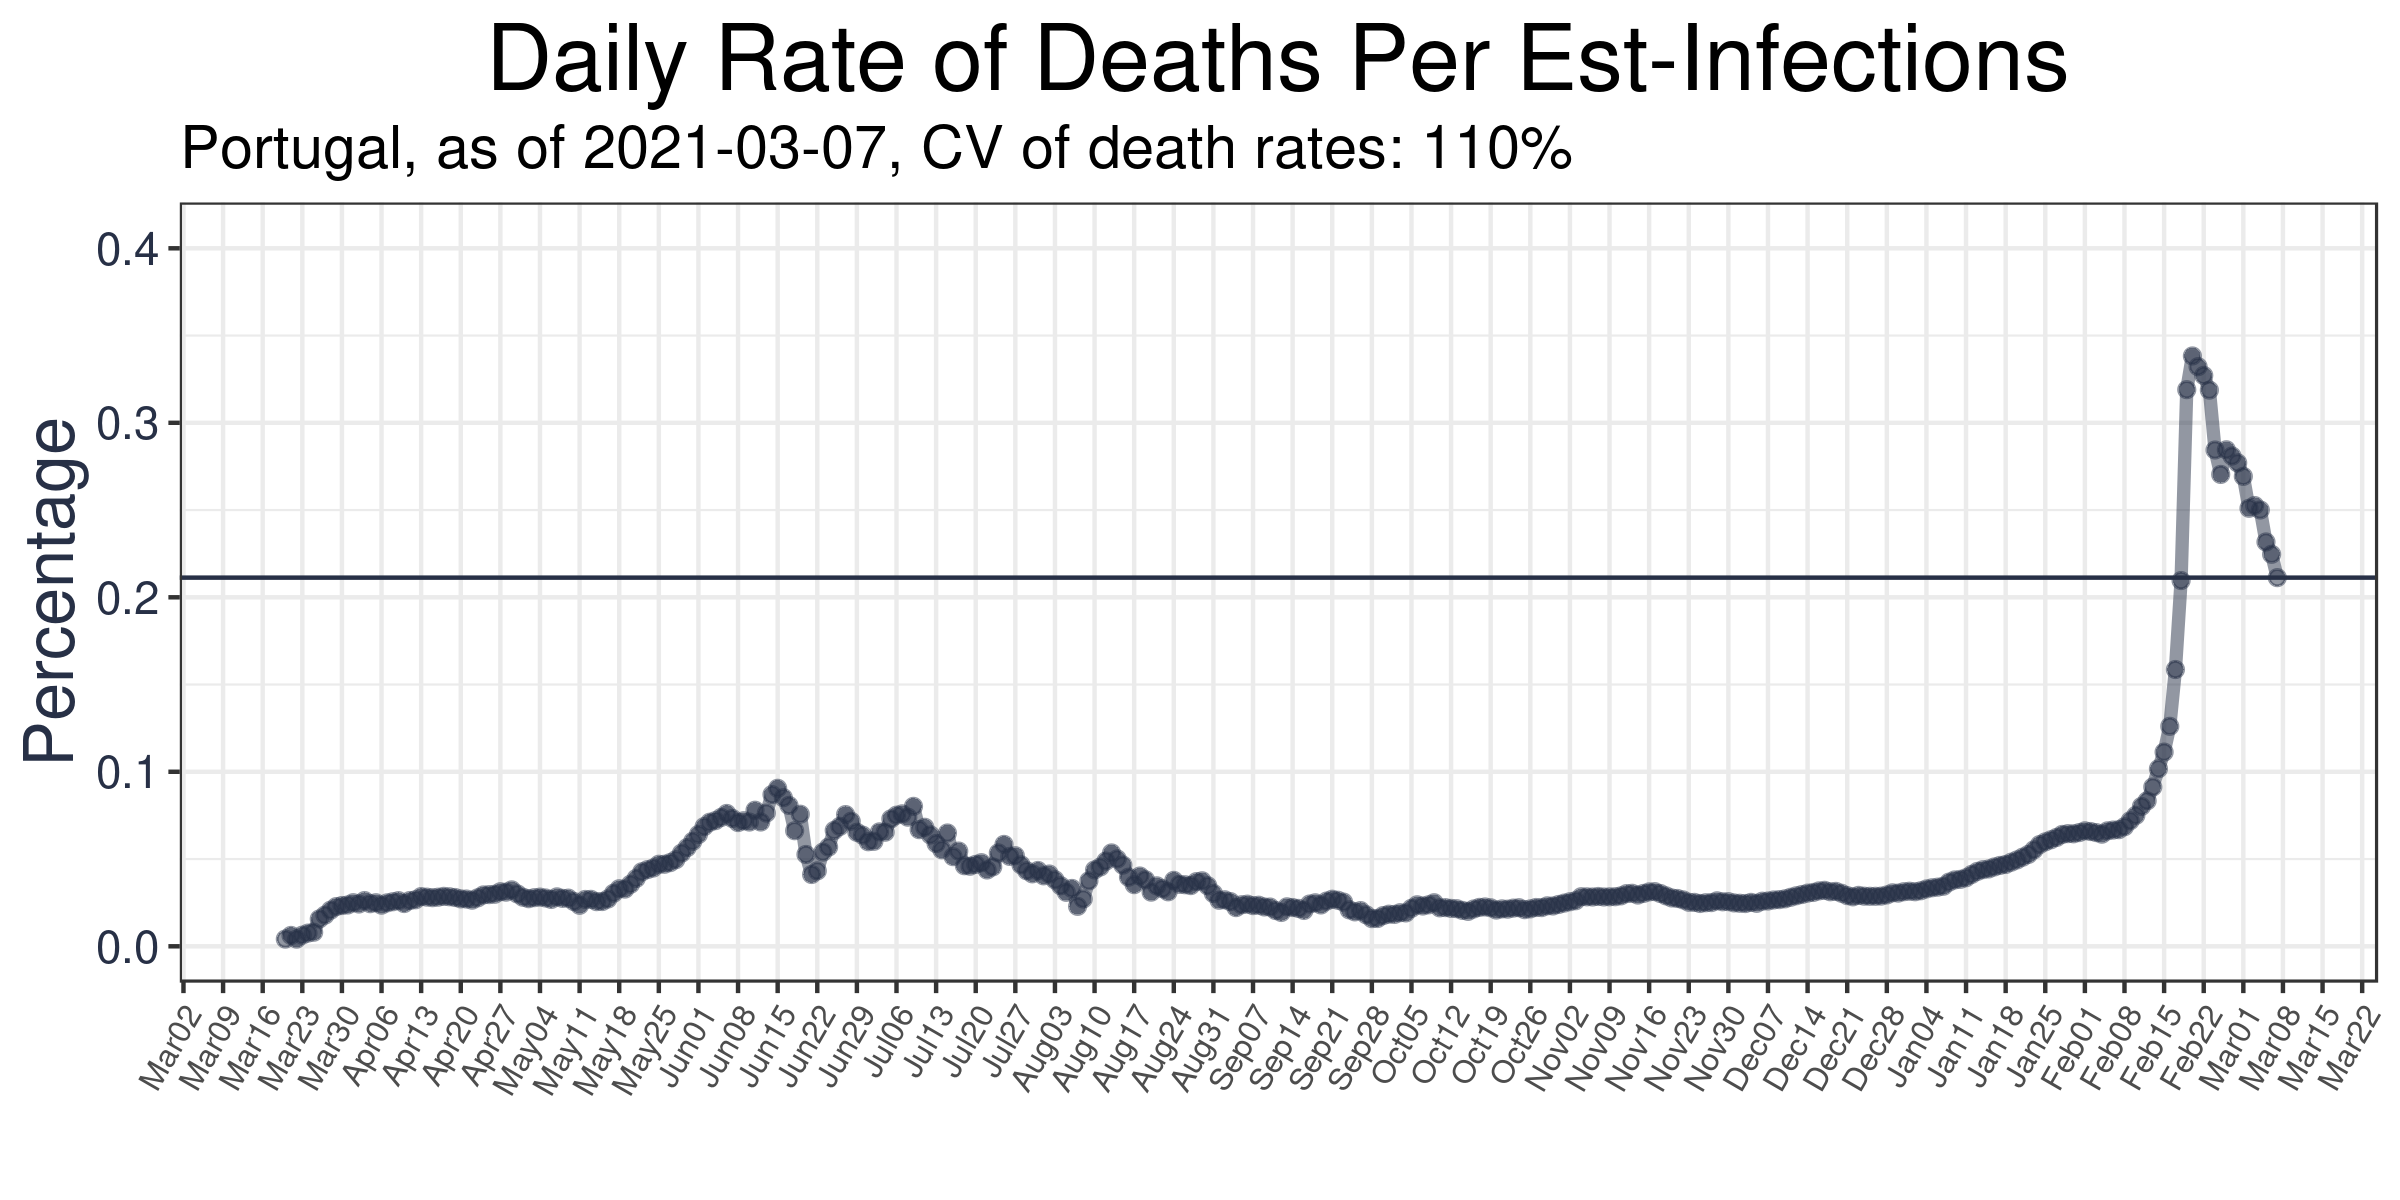 Daily Rate of Deaths Per Est-Infections
Portugal, as of 2021-03-07, CV of death rates: 110%
Percentage
0.4
0.3
0.2
0.1
0.0
Mar02 Mar09 Mar16 Mar23 Mar30 Apr06 Apr13 Apr20 Apr27 May04 May11 May18 May25 Jun01 Jun08 Jun15 Jun22 Jun29 Jul06 Jul13 Jul20 Jul27 Aug03 Aug10 Aug17 Aug24 Aug31 Sep07 Sep14 Sep21 Sep28 Oct05 Oct12 Oct19 Oct26 Nov02 Nov09 Nov16 Nov23 Nov30 Dec07 Dec14 Dec21 Dec28 Jan04 Jan11 Jan18 Jan25 Feb01 Feb08 Feb15 Feb22 Mar01 Mar08 Mar15 Mar22